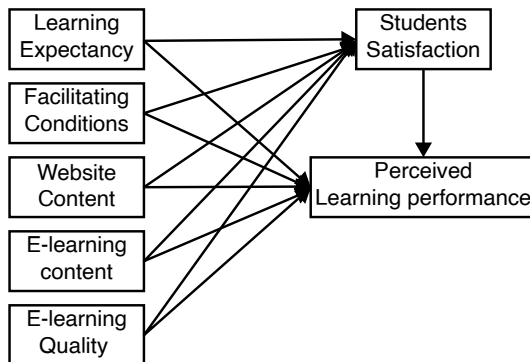 Learning
Expectancy
Facilitating
Conditions
Website
Content
E-learning
content
E-learning
Quality
Students
Satisfaction
Perceived
Learning performance